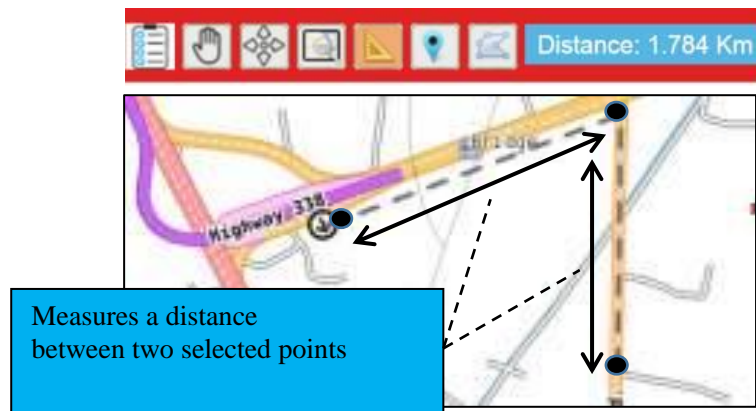 Distance: 1.784 Km
Highway 338
Measures a distance
between two selected points